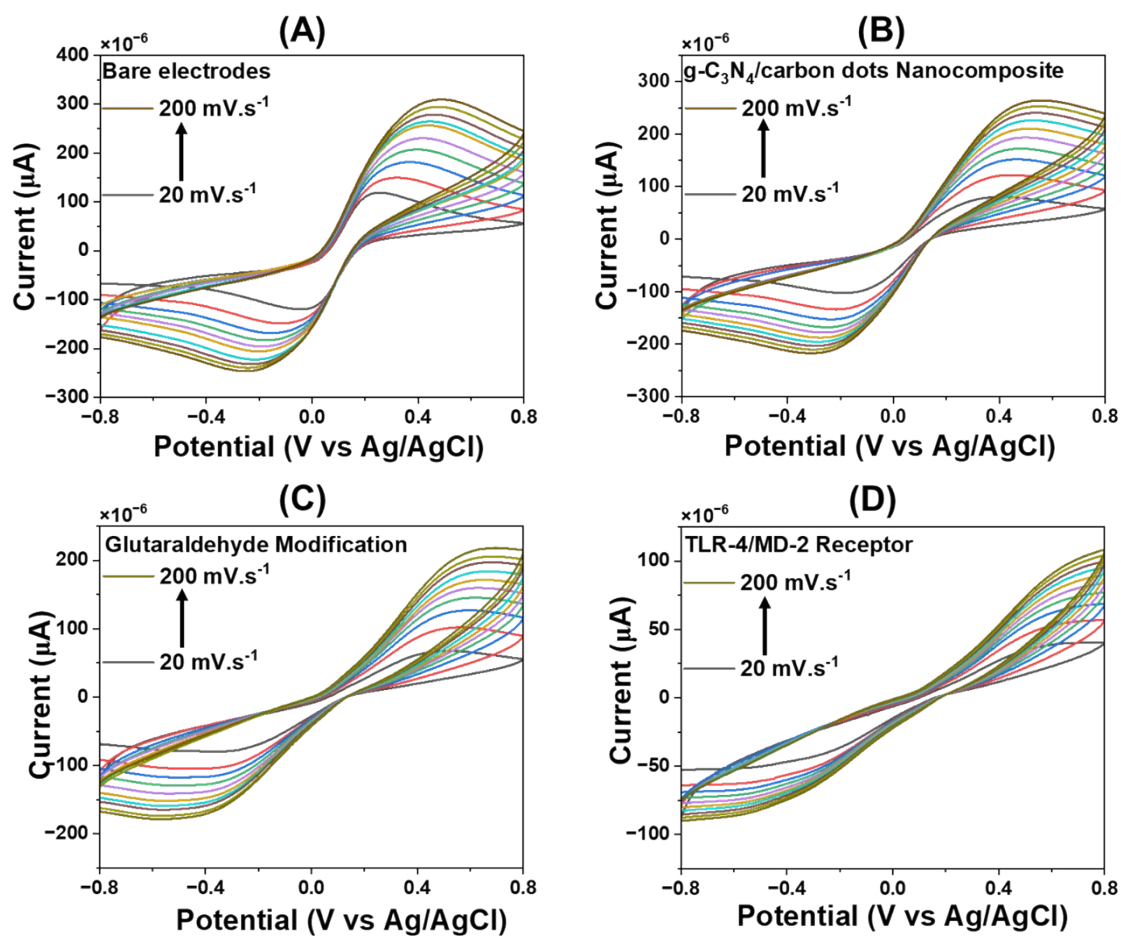 (A)
×10⁻⁶
Bare electrodes
200 mV.s⁻¹
20 mV.s⁻¹
400
300
200
100
0
−100
−200
−300
Current (µA)
−0.8 −0.4 0.0 0.4 0.8
Potential (V vs Ag/AgCl)
(B)
×10⁻⁶
g-C₃N₄/carbon dots Nanocomposite
200 mV.s⁻¹
20 mV.s⁻¹
300
200
100
0
−100
−200
−300
Current (µA)
−0.8 −0.4 0.0 0.4 0.8
Potential (V vs Ag/AgCl)
(C)
×10⁻⁶
Glutaraldehyde Modification
200 mV.s⁻¹
20 mV.s⁻¹
200
100
0
−100
−200
Current (µA)
−0.8 −0.4 0.0 0.4 0.8
Potential (V vs Ag/AgCl)
(D)
×10⁻⁶
TLR-4/MD-2 Receptor
200 mV.s⁻¹
20 mV.s⁻¹
100
50
0
−50
−100
Current (µA)
−0.8 −0.4 0.0 0.4 0.8
Potential (V vs Ag/AgCl)